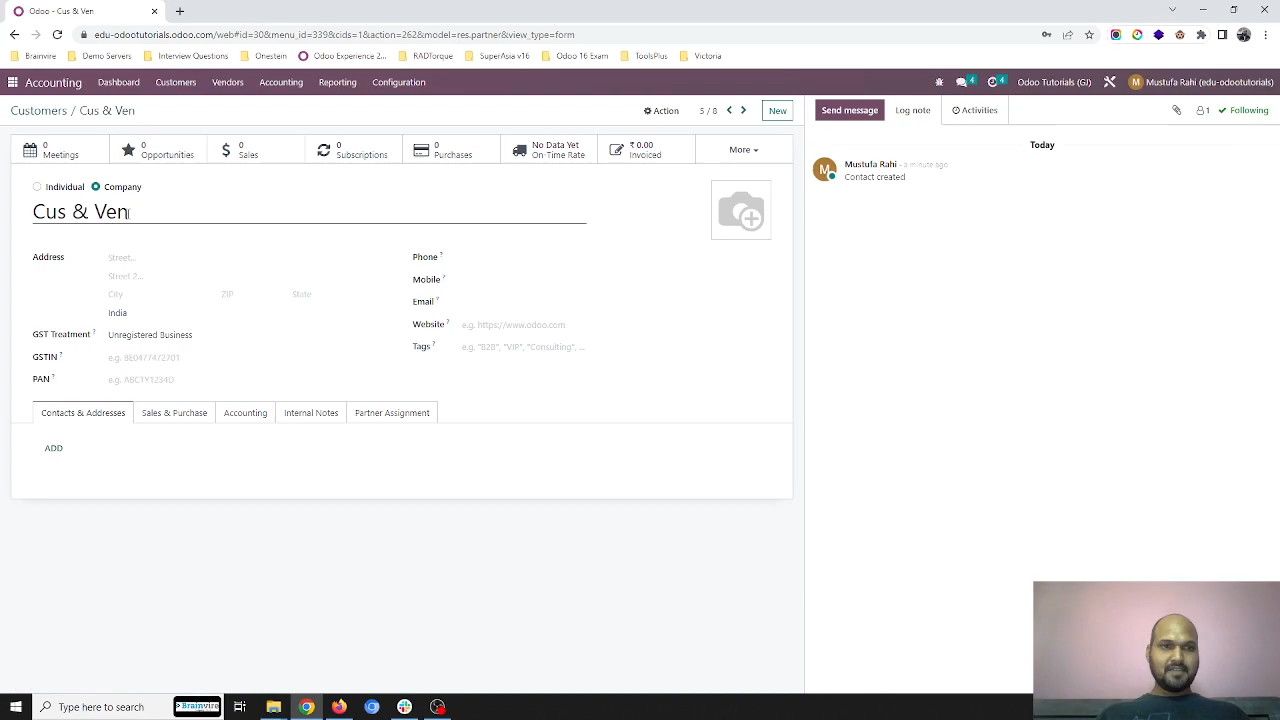 Odoo - Cus & Ven
edu-odootutorials.odoo.com/web#id=30&menu_id=339&cids=1&action=262&model=res.partner&view_type=form
Brainvire Demo Servers Interview Questions Onestein Odoo Experience 2... RADforque SuperAsia v16 Odoo 16 Exam ToolsPlus Victoria
Accounting Dashboard Customers Vendors Accounting Reporting Configuration 4 4 Odoo Tutorials (GJ) M Mustufa Rahi (edu-odootutorials)
Customers / Cus & Ven Action 5 / 8 New Send message Log note Activities 1 Following
0 Meetings
0 Opportunities
0 Sales
0 Subscriptions
0 Purchases
No Data Yet On-Time Rate
₹ 0.00 Invoiced
More
Today
M Mustufa Rahi - a minute ago
Contact created
Individual Company
Cus & Ven
Address Street...
Street 2...
City ZIP State
India
GST Treatment ? Unregistered Business
GSTIN ? e.g. BE0477472701
PAN ? e.g. ABCTY1234D
Phone ?
Mobile ?
Email ?
Website ? e.g. https://www.odoo.com
Tags ? e.g. "B2B", "VIP", "Consulting", ...
Contacts & Addresses Sales & Purchase Accounting Internal Notes Partner Assignment
ADD
Type here to search Brainvire